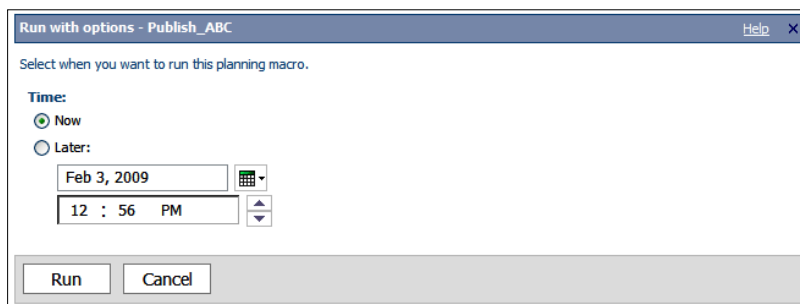 Run with options - Publish_ABC Help X
Select when you want to run this planning macro.
Time:
Now
Later:
Feb 3, 2009
12 : 56 PM
Run Cancel